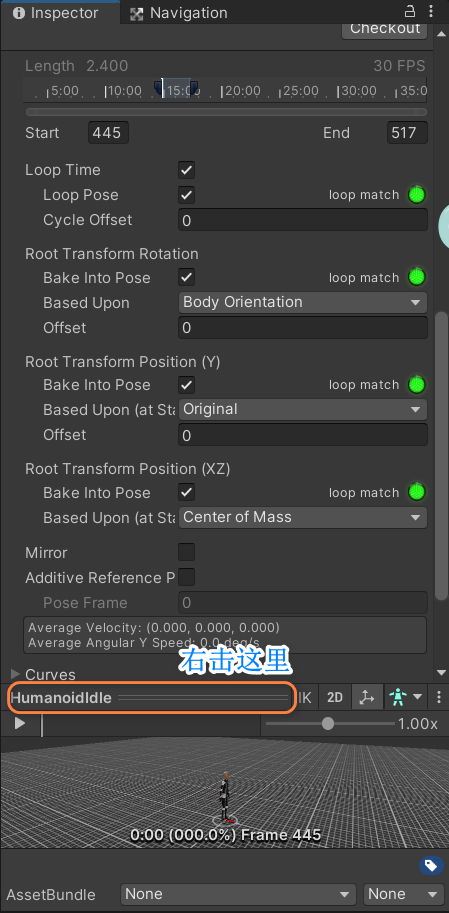 Inspector Navigation
Checkout
Length 2.400 30 FPS
5:00 10:00 15:00 20:00 25:00 30:00 35:0
Start 445 End 517
Loop Time
Loop Pose loop match
Cycle Offset 0
Root Transform Rotation
Bake Into Pose loop match
Based Upon Body Orientation
Offset 0
Root Transform Position (Y)
Bake Into Pose loop match
Based Upon (at Sta Original
Offset 0
Root Transform Position (XZ)
Bake Into Pose loop match
Based Upon (at Sta Center of Mass
Mirror
Additive Reference P
Pose Frame 0
Average Velocity: (0.000, 0.000, 0.000)
Average Angular Y Speed: 0.0 deg/s
右击这里
Curves
HumanoidIdle IK 2D
1.00x
0:00 (000.0%) Frame 445
AssetBundle None None